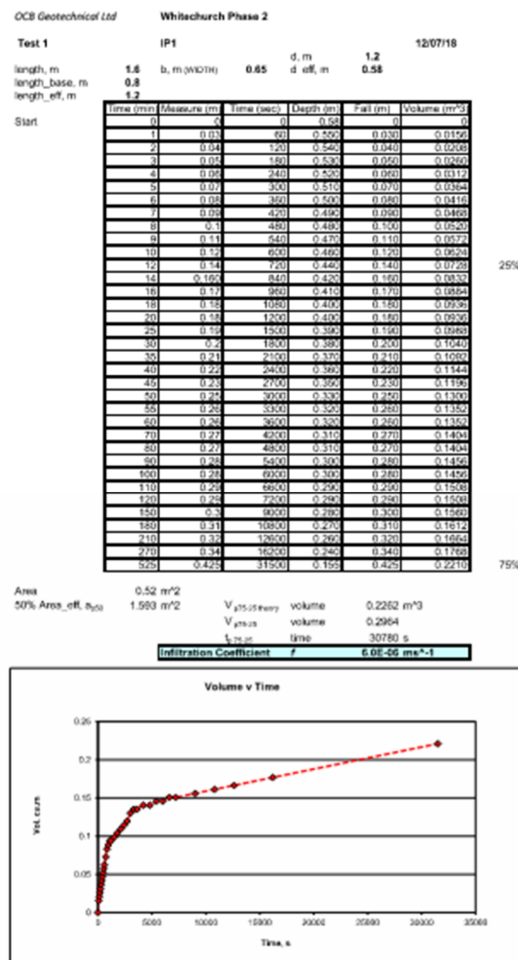 OCB Geotechnical Ltd Whitechurch Phase 2
Test 1 IP1 12/07/18
d, m 1.2
length, m 1.6 b, m (WIDTH) 0.65 d_eff, m 0.58
length_base, m 0.8
length_eff, m 1.2
Time (min) Measure (m) Time (sec) Depth (m) Fall (m) Volume (m^3)
Start 0 0 0 0.58 0 0
1 0.03 60 0.550 0.030 0.0156
2 0.04 120 0.540 0.040 0.0208
3 0.05 180 0.530 0.050 0.0260
4 0.06 240 0.520 0.060 0.0312
5 0.07 300 0.510 0.070 0.0364
6 0.08 360 0.500 0.080 0.0416
7 0.09 420 0.490 0.090 0.0468
8 0.1 480 0.480 0.100 0.0520
9 0.11 540 0.470 0.110 0.0572
10 0.12 600 0.460 0.120 0.0624
12 0.14 720 0.440 0.140 0.0728 25%
14 0.160 840 0.420 0.160 0.0832
16 0.17 960 0.410 0.170 0.0884
18 0.18 1080 0.400 0.180 0.0936
20 0.18 1200 0.400 0.180 0.0936
25 0.19 1500 0.390 0.190 0.0988
30 0.2 1800 0.380 0.200 0.1040
35 0.21 2100 0.370 0.210 0.1092
40 0.22 2400 0.360 0.220 0.1144
45 0.23 2700 0.350 0.230 0.1196
50 0.25 3000 0.330 0.250 0.1300
55 0.26 3300 0.320 0.260 0.1352
60 0.26 3600 0.320 0.260 0.1352
70 0.27 4200 0.310 0.270 0.1404
80 0.27 4800 0.310 0.270 0.1404
90 0.28 5400 0.300 0.280 0.1456
100 0.28 6000 0.300 0.280 0.1456
110 0.29 6600 0.290 0.290 0.1508
120 0.29 7200 0.290 0.290 0.1508
150 0.3 9000 0.280 0.300 0.1560
180 0.31 10800 0.270 0.310 0.1612
210 0.32 12600 0.260 0.320 0.1664
270 0.34 16200 0.240 0.340 0.1768
525 0.425 31500 0.155 0.425 0.2210 75%
Area 0.52 m^2
50% Area_eff, ap50 1.593 m^2 Vp75-25 theory volume 0.2262 m^3
Vp75-25 volume 0.2964
tp75-25 time 30780 s
Infiltration Coefficient f 6.0E-06 ms^-1
Volume v Time
0.25
0.2
0.15
0.1
0.05
0
Vol, cu.m
0 5000 10000 15000 20000 25000 30000 35000
Time, s